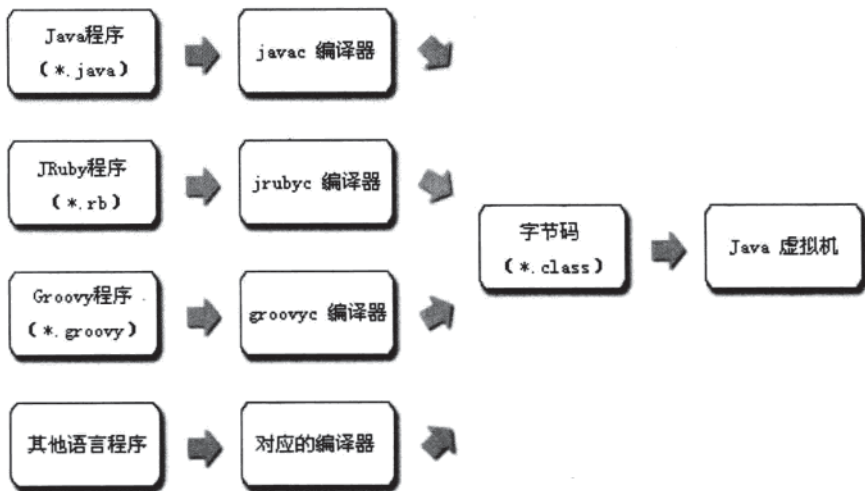 Java程序
(*.java)
javac 编译器
JRuby程序
(*.rb)
jrubyc 编译器
字节码
(*.class)
Java 虚拟机
Groovy程序
(*.groovy)
groovyc 编译器
其他语言程序
对应的编译器